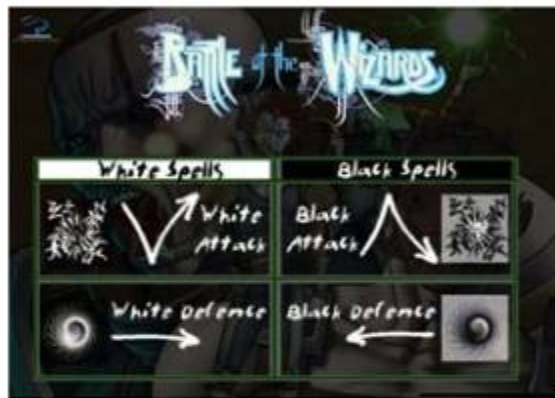 BATTLE of the WIZARDS
White Spells
Black Spells
White
Attack
Black
Attack
White Defence
Black Defence